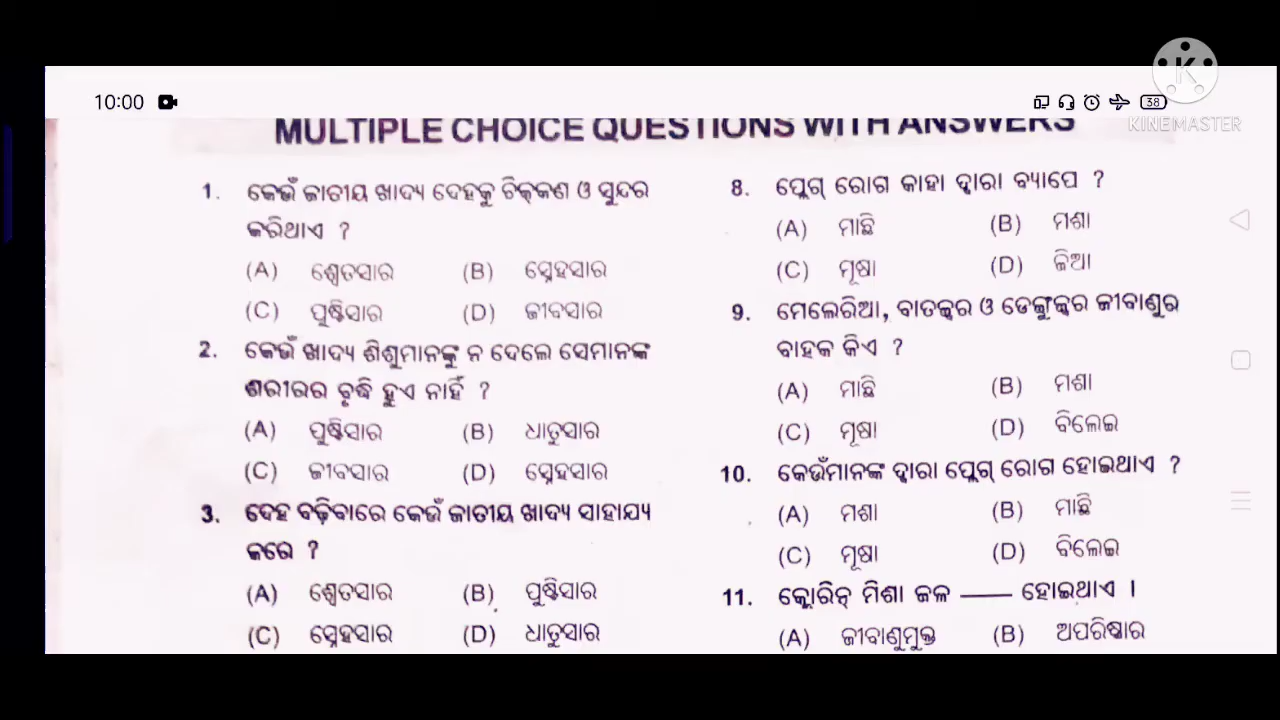 10:00
38
KINEMASTER
MULTIPLE CHOICE QUESTIONS WITH ANSWERS
1. କେଉଁ ଜାତୀୟ ଖାଦ୍ୟ ଦେହକୁ ଚିକ୍କଣ ଓ ସୁନ୍ଦର
କରିଥାଏ ?
(A) ଶ୍ୱେତସାର (B) ସ୍ନେହସାର
(C) ପୁଷ୍ଟିସାର (D) ଜୀବସାର
2. କେଉଁ ଖାଦ୍ୟ ଶିଶୁମାନଙ୍କୁ ନ ଦେଲେ ସେମାନଙ୍କ
ଶରୀରର ବୃଦ୍ଧି ହୁଏ ନାହିଁ ?
(A) ପୁଷ୍ଟିସାର (B) ଧାତୁସାର
(C) ଜୀବସାର (D) ସ୍ନେହସାର
3. ଦେହ ବଢ଼ିବାରେ କେଉଁ ଜାତୀୟ ଖାଦ୍ୟ ସାହାଯ୍ୟ
କରେ ?
(A) ଶ୍ୱେତସାର (B) ପୁଷ୍ଟିସାର
(C) ସ୍ନେହସାର (D) ଧାତୁସାର
8. ପ୍ଲେଗ୍ ରୋଗ କାହା ଦ୍ୱାରା ବ୍ୟାପେ ?
(A) ମାଛି (B) ମଶା
(C) ମୂଷା (D) ଜିଆ
9. ମେଲେରିଆ, ବାତଜ୍ୱର ଓ ଡେଙ୍ଗୁଜ୍ୱର ଜୀବାଣୁର
ବାହକ କିଏ ?
(A) ମାଛି (B) ମଶା
(C) ମୂଷା (D) ବିଲେଇ
10. କେଉଁମାନଙ୍କ ଦ୍ୱାରା ପ୍ଲେଗ୍ ରୋଗ ହୋଇଥାଏ ?
(A) ମଶା (B) ମାଛି
(C) ମୂଷା (D) ବିଲେଇ
11. କ୍ଲୋରିନ୍ ମିଶା ଜଳ —— ହୋଇଥାଏ ।
(A) ଜୀବାଣୁମୁକ୍ତ (B) ଅପରିଷ୍କାର